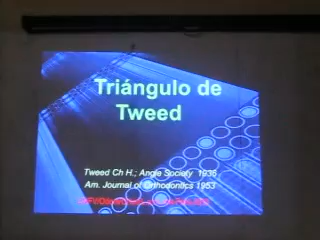 Triángulo de
Tweed
Tweed Ch H.; Angle Society 1936
Am. Journal of Orthodontics 1953